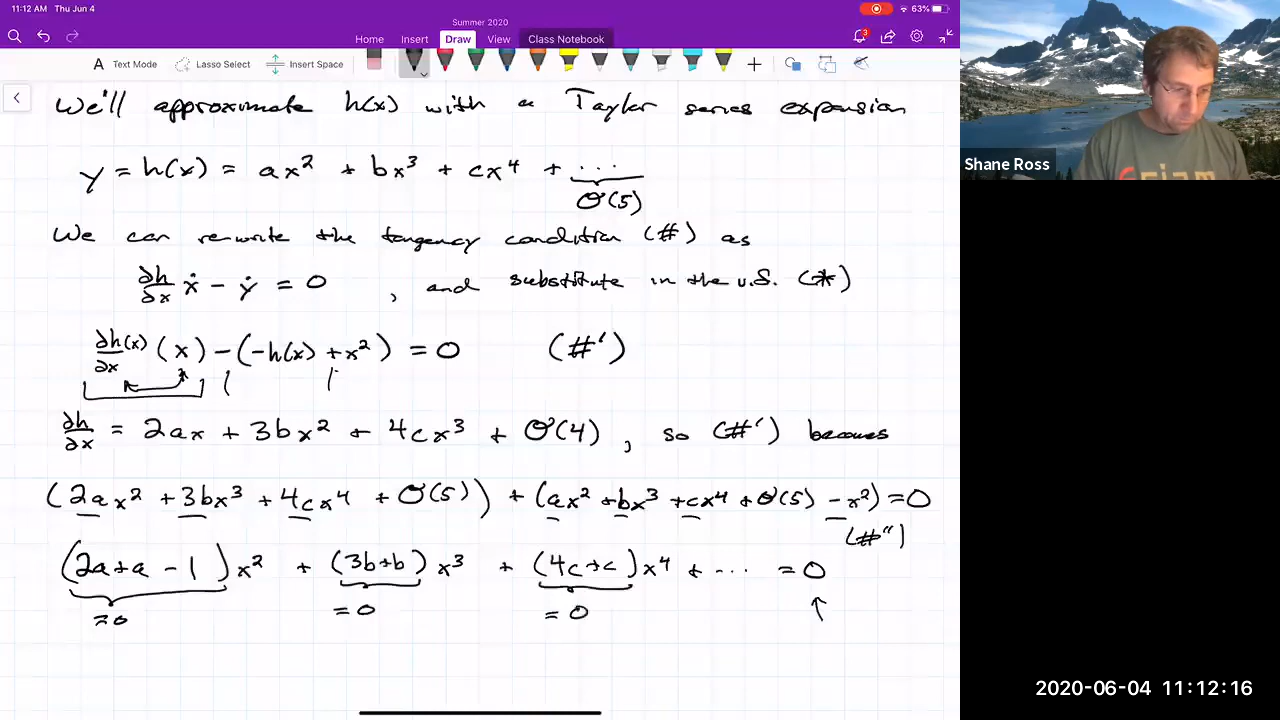 11:12 AM Thu Jun 4
63%
Summer 2020
Home Insert Draw View Class Notebook
3
A Text Mode Lasso Select Insert Space
We'll approximate h(x) with a Taylor series expansion
y = h(x) = ax² + bx³ + cx⁴ + ...
O(5)
We can rewrite the tangency condition (#) as
∂h/∂x ẋ - ẏ = 0 , and substitute in the v.S. (*)
∂h(x)/∂x (x) - (-h(x) + x²) = 0 (#')
∂h/∂x = 2ax + 3bx² + 4cx³ + O(4) , so (#') becomes
(2ax² + 3bx³ + 4cx⁴ + O(5)) + (ax² + bx³ + cx⁴ + O(5) - x²) = 0
(#'')
(2a + a - 1)x² + (3b + b)x³ + (4c + c)x⁴ + ... = 0
= 0 = 0 = 0
Shane Ross
2020-06-04 11:12:16